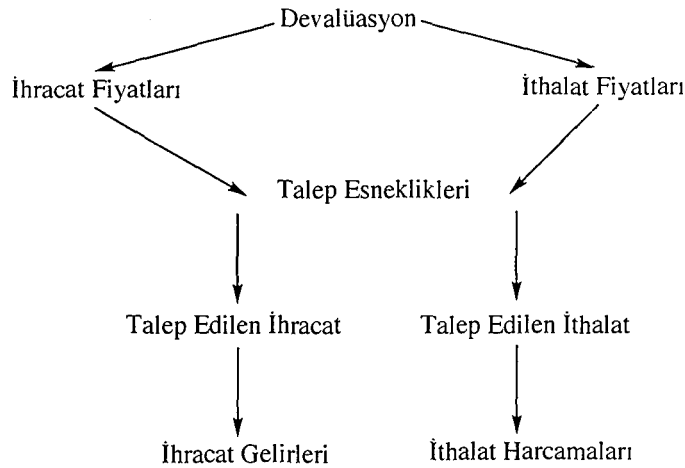 Devalüasyon
İhracat Fiyatları
İthalat Fiyatları
Talep Esneklikleri
Talep Edilen İhracat
Talep Edilen İthalat
İhracat Gelirleri
İthalat Harcamaları